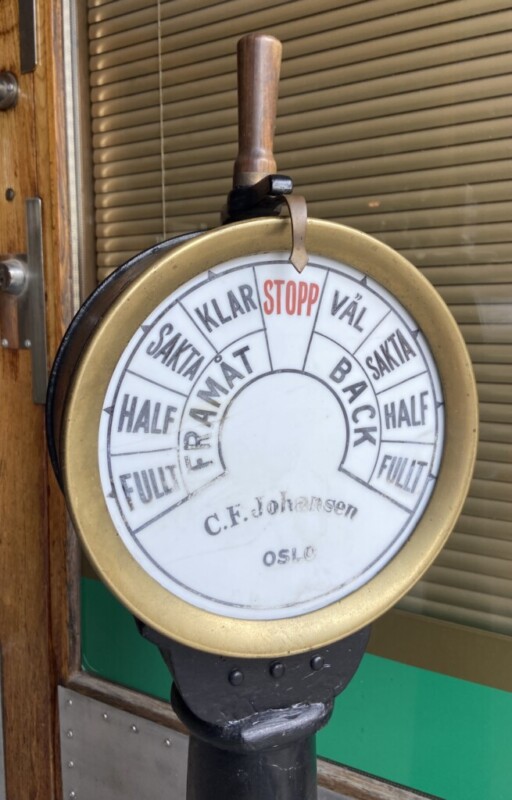 STOPP
KLAR
SAKTA
HALF
FULLT
FRAMÅT
VÄL
SAKTA
HALF
FULLT
BACK
C.F. Johansen
OSLO